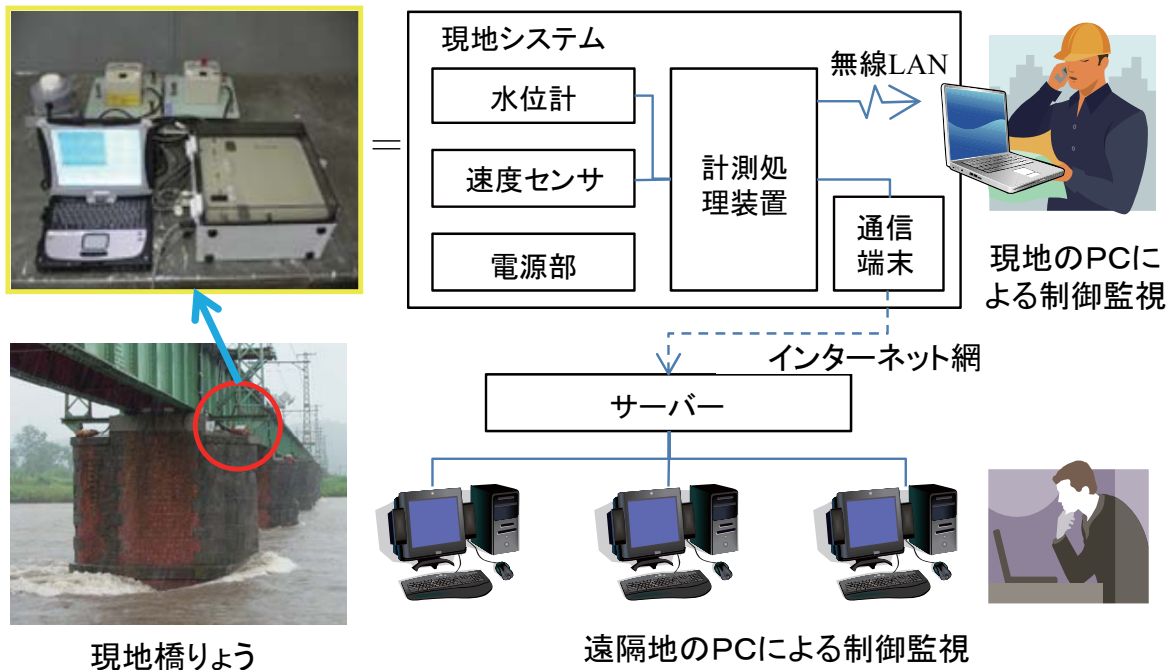 現地システム
無線LAN
水位計
=
速度センサ
計測処
理装置
電源部
通信
端末
現地のPCに
よる制御監視
インターネット網
サーバー
現地橋りょう
遠隔地のPCによる制御監視